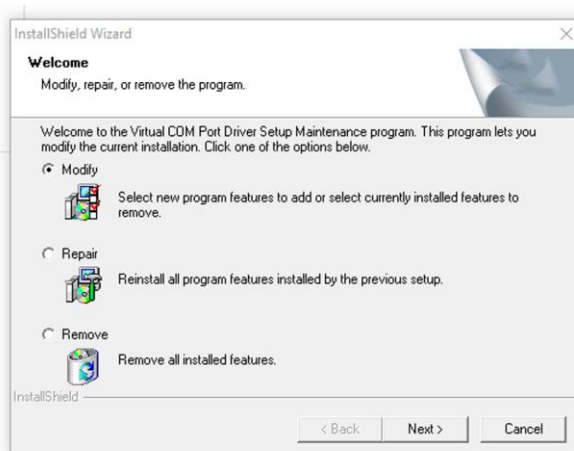 InstallShield Wizard
Welcome
Modify, repair, or remove the program.
Welcome to the Virtual COM Port Driver Setup Maintenance program. This program lets you
modify the current installation. Click one of the options below.
Modify
Select new program features to add or select currently installed features to
remove.
Repair
Reinstall all program features installed by the previous setup.
Remove
Remove all installed features.
InstallShield
< Back Next > Cancel